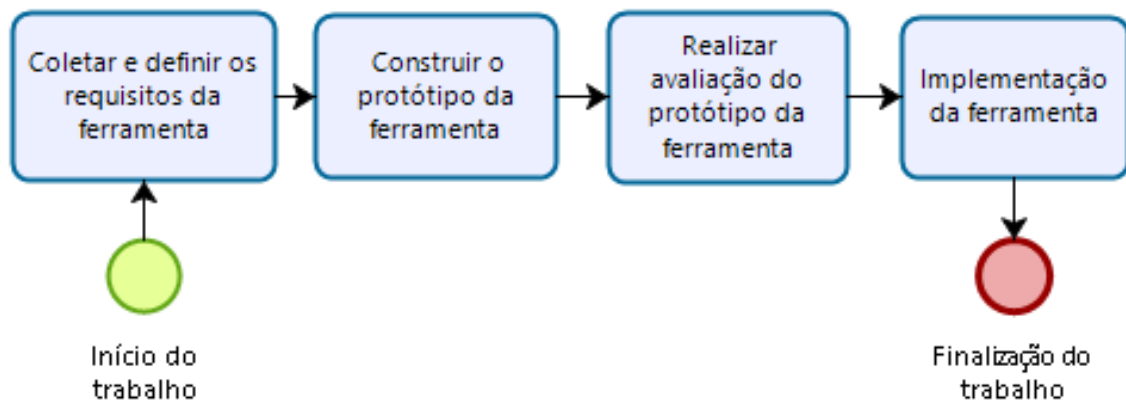 Coletar e definir os
requisitos da
ferramenta
Construir o
protótipo da
ferramenta
Realizar
avaliação do
protótipo da
ferramenta
Implementação
da ferramenta
Início do
trabalho
Finalização do
trabalho